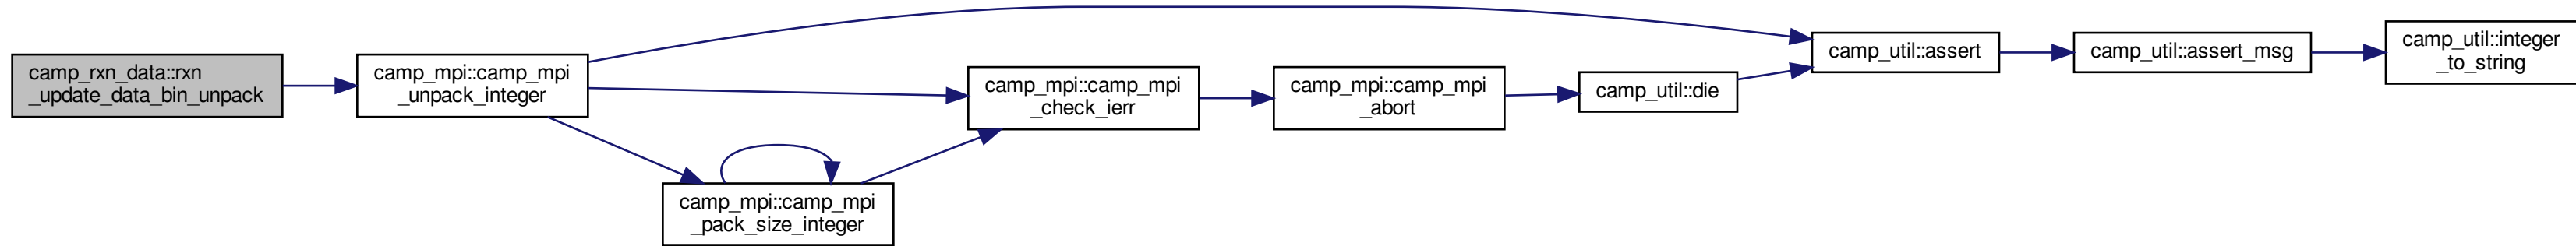 camp_rxn_data::rxn
_update_data_bin_unpack
camp_mpi::camp_mpi
_unpack_integer
camp_mpi::camp_mpi
_pack_size_integer
camp_mpi::camp_mpi
_check_ierr
camp_mpi::camp_mpi
_abort
camp_util::die
camp_util::assert
camp_util::assert_msg
camp_util::integer
_to_string